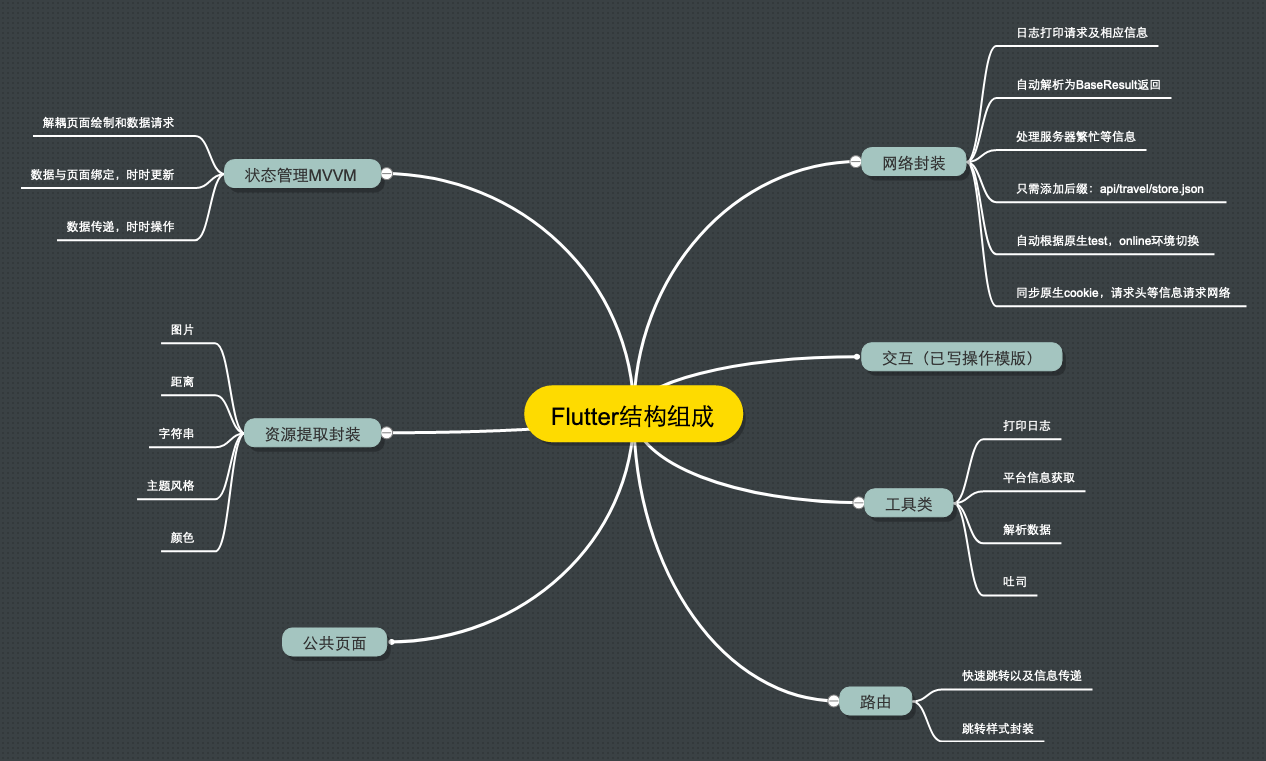 Flutter结构组成
网络封装
日志打印请求及相应信息
自动解析为BaseResult返回
处理服务器繁忙等信息
只需添加后缀：api/travel/store.json
自动根据原生test，online环境切换
同步原生cookie，请求头等信息请求网络
交互（已写操作模版）
工具类
打印日志
平台信息获取
解析数据
吐司
路由
快速跳转以及信息传递
跳转样式封装
状态管理MVVM
解耦页面绘制和数据请求
数据与页面绑定，时时更新
数据传递，时时操作
资源提取封装
图片
距离
字符串
主题风格
颜色
公共页面